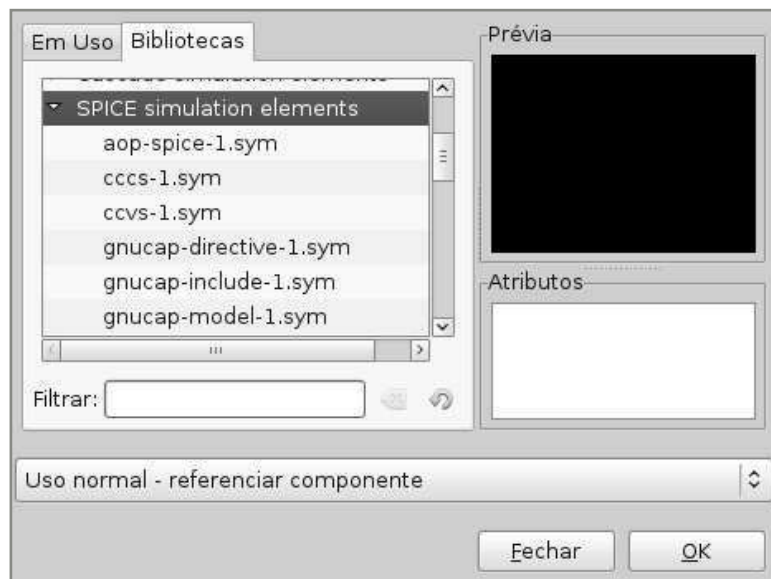 Em Uso
Bibliotecas
SPICE simulation elements
aop-spice-1.sym
cccs-1.sym
ccvs-1.sym
gnucap-directive-1.sym
gnucap-include-1.sym
gnucap-model-1.sym
Filtrar:
Prévia
Atributos
Uso normal - referenciar componente
Fechar
OK